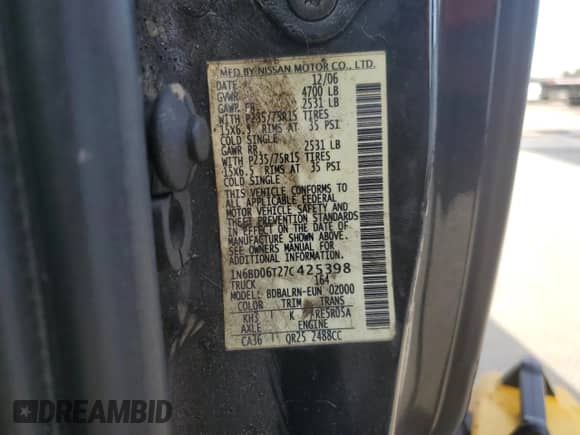 MFD BY NISSAN MOTOR CO., LTD.
DATE 12/06
GVWR 4700 LB
GAWR FR 2531 LB
WITH P235/75R15 TIRES
15X6.5 RIMS AT 35 PSI
COLD SINGLE
GAWR RR 2531 LB
WITH P235/75R15 TIRES
15X6.5 RIMS AT 35 PSI
COLD SINGLE
THIS VEHICLE CONFORMS TO
ALL APPLICABLE FEDERAL
MOTOR VEHICLE SAFETY AND
THEFT PREVENTION STANDARDS
IN EFFECT ON THE DATE OF
MANUFACTURE SHOWN ABOVE.
SEE OWNERS MANUAL FOR
ADDITIONAL INFORMATION.
1N6BD06T27C425398
TRUCK 164
MODEL: BDBALRN-EUN 02000
COLOR TRIM TRANS
KH3 K RE5R05A
AXLE ENGINE
CA36 QR25 2488CC
DREAMBID